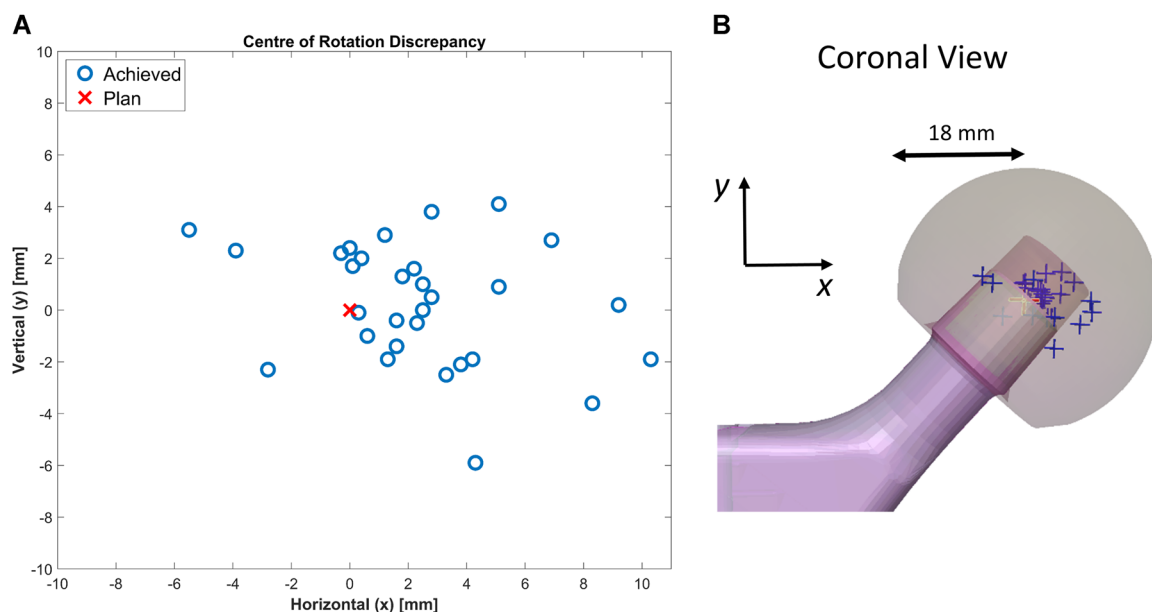 A
Centre of Rotation Discrepancy
10
8
6
4
2
0
-2
-4
-6
-8
-10
Vertical (y) [mm]
Achieved
Plan
-10
-8
-6
-4
-2
0
2
4
6
8
10
Horizontal (x) [mm]
B
Coronal View
18 mm
y
x